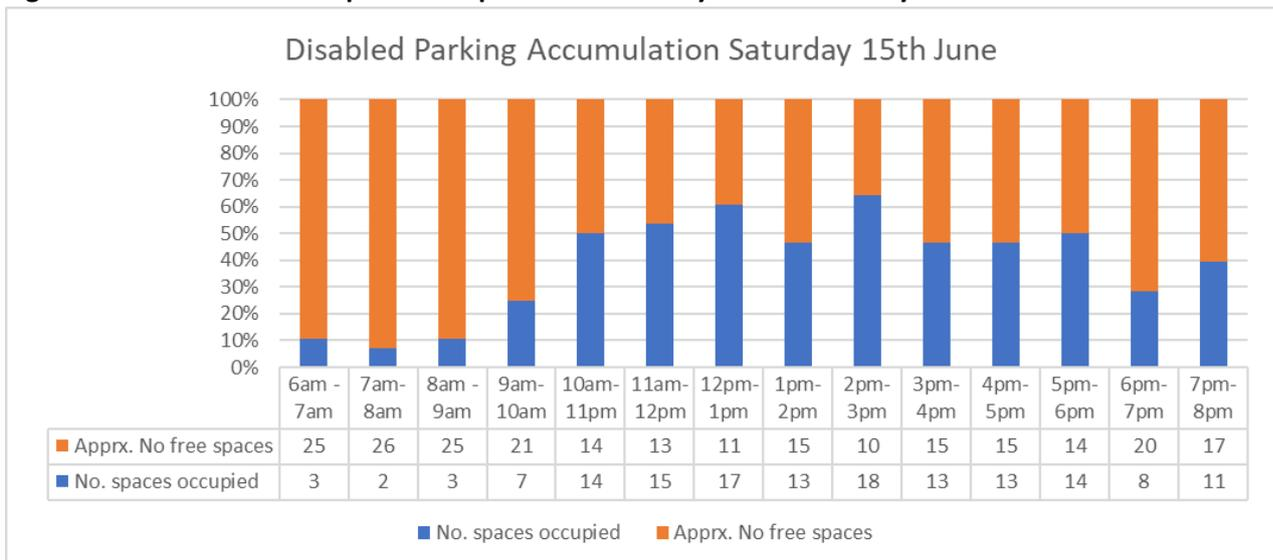 Disabled Parking Accumulation Saturday 15th June
100%
90%
80%
70%
60%
50%
40%
30%
20%
10%
0%
6am - 7am- 8am - 9am- 10am- 11am- 12pm- 1pm- 2pm- 3pm- 4pm- 5pm- 6pm- 7pm-
7am 8am 9am 10am 11pm 12pm 1pm 2pm 3pm 4pm 5pm 6pm 7pm 8pm
Apprx. No free spaces 25 26 25 21 14 13 11 15 10 15 15 14 20 17
No. spaces occupied 3 2 3 7 14 15 17 13 18 13 13 14 8 11
No. spaces occupied Apprx. No free spaces